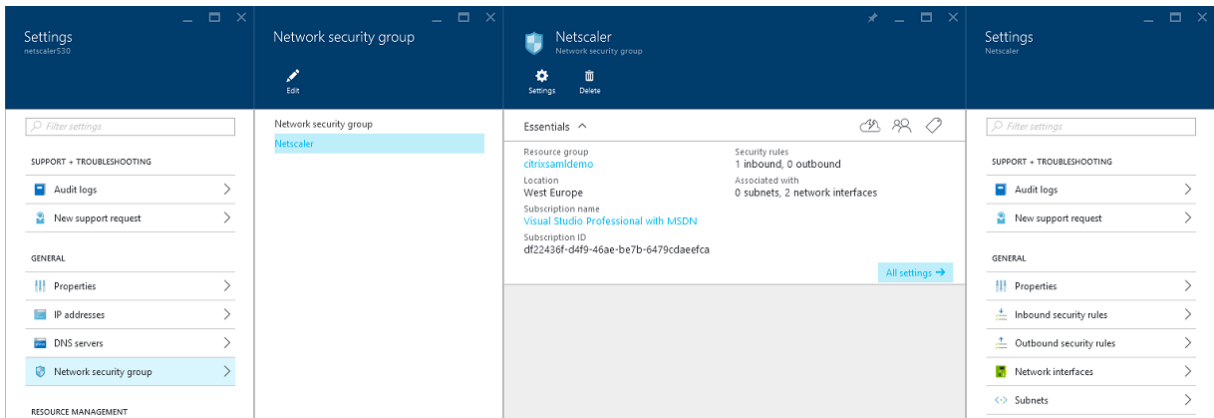 Settings
netscaler530
Filter settings
SUPPORT + TROUBLESHOOTING
Audit logs
New support request
GENERAL
Properties
IP addresses
DNS servers
Network security group
RESOURCE MANAGEMENT
Network security group
Edit
Network security group
Netscaler
Netscaler
Network security group
Settings
Delete
Essentials
Resource group
citrixsamldemo
Location
West Europe
Subscription name
Visual Studio Professional with MSDN
Subscription ID
df22436f-d4f9-46ae-be7b-6479cdaeefca
Security rules
1 inbound, 0 outbound
Associated with
0 subnets, 2 network interfaces
All settings
Settings
Netscaler
Filter settings
SUPPORT + TROUBLESHOOTING
Audit logs
New support request
GENERAL
Properties
Inbound security rules
Outbound security rules
Network interfaces
Subnets